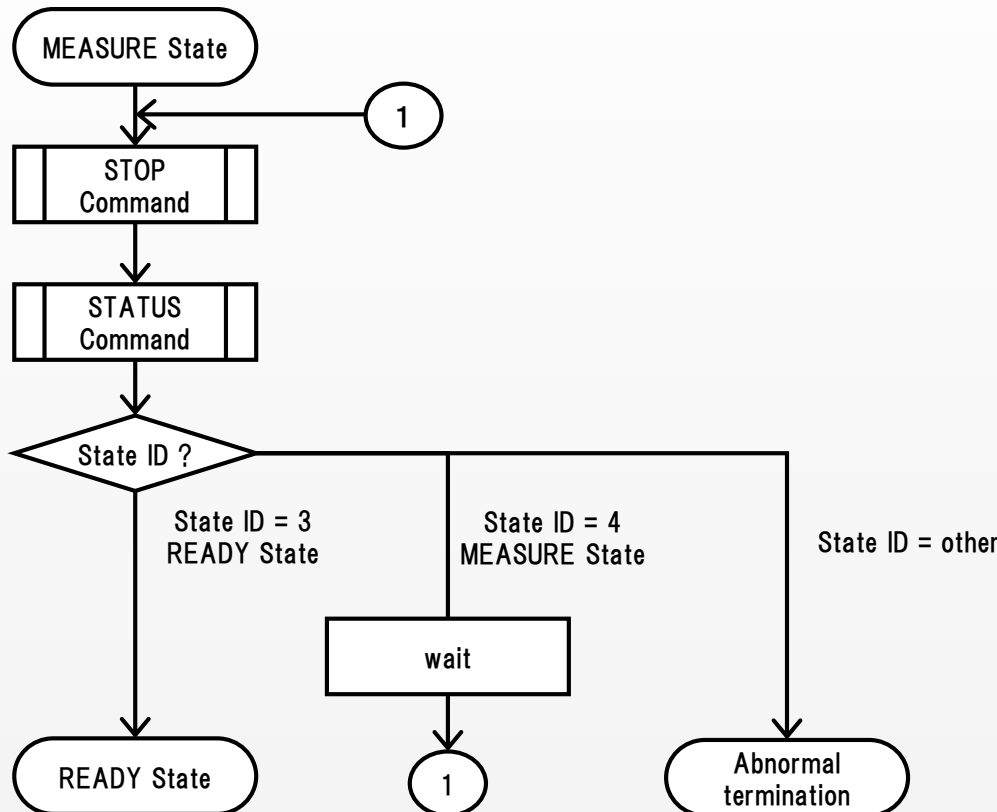 MEASURE State
1
STOP
Command
STATUS
Command
State ID ?
State ID = 3
READY State
State ID = 4
MEASURE State
State ID = other
wait
READY State
1
Abnormal
termination